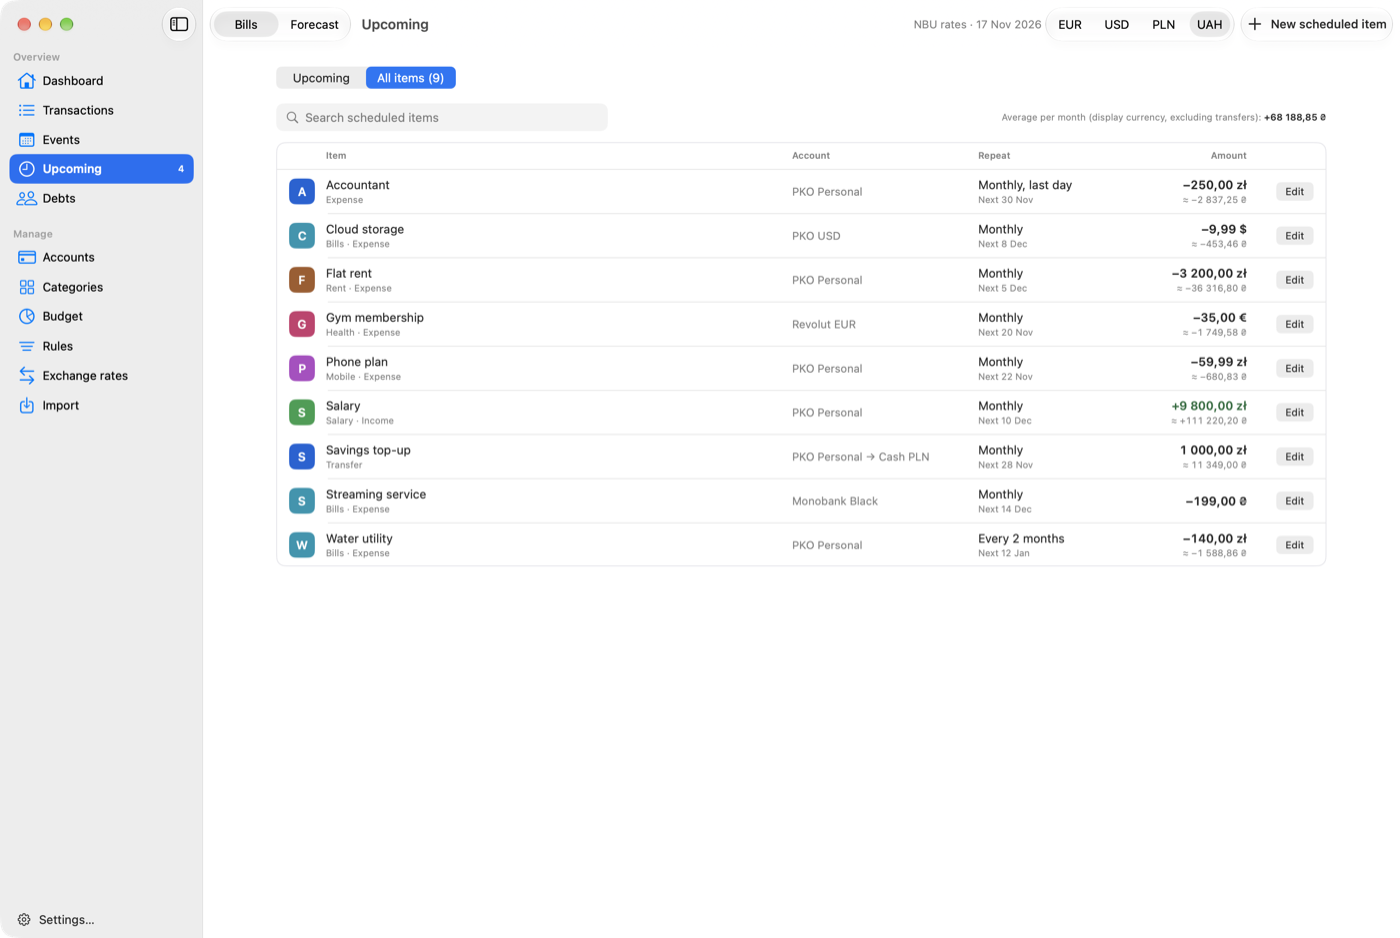 Bills
Forecast
Upcoming
NBU rates · 17 Nov 2026
EUR
USD
PLN
UAH
New scheduled item
Overview
Dashboard
Transactions
Events
Upcoming 4
Debts
Manage
Accounts
Categories
Budget
Rules
Exchange rates
Import
Settings...
Upcoming
All items (9)
Search scheduled items
Average per month (display currency, excluding transfers): +68 188,85 ₴
Item Account Repeat Amount
A Accountant PKO Personal Monthly, last day −250,00 zł Edit
Expense Next 30 Nov ≈ −2 837,25 ₴
C Cloud storage PKO USD Monthly −9,99 $ Edit
Bills · Expense Next 8 Dec ≈ −453,46 ₴
F Flat rent PKO Personal Monthly −3 200,00 zł Edit
Rent · Expense Next 5 Dec ≈ −36 316,80 ₴
G Gym membership Revolut EUR Monthly −35,00 € Edit
Health · Expense Next 20 Nov ≈ −1 749,58 ₴
P Phone plan PKO Personal Monthly −59,99 zł Edit
Mobile · Expense Next 22 Nov ≈ −680,83 ₴
S Salary PKO Personal Monthly +9 800,00 zł Edit
Salary · Income Next 10 Dec ≈ +111 220,20 ₴
S Savings top-up PKO Personal → Cash PLN Monthly 1 000,00 zł Edit
Transfer Next 28 Nov ≈ 11 349,00 ₴
S Streaming service Monobank Black Monthly −199,00 ₴ Edit
Bills · Expense Next 14 Dec
W Water utility PKO Personal Every 2 months −140,00 zł Edit
Bills · Expense Next 12 Jan ≈ −1 588,86 ₴